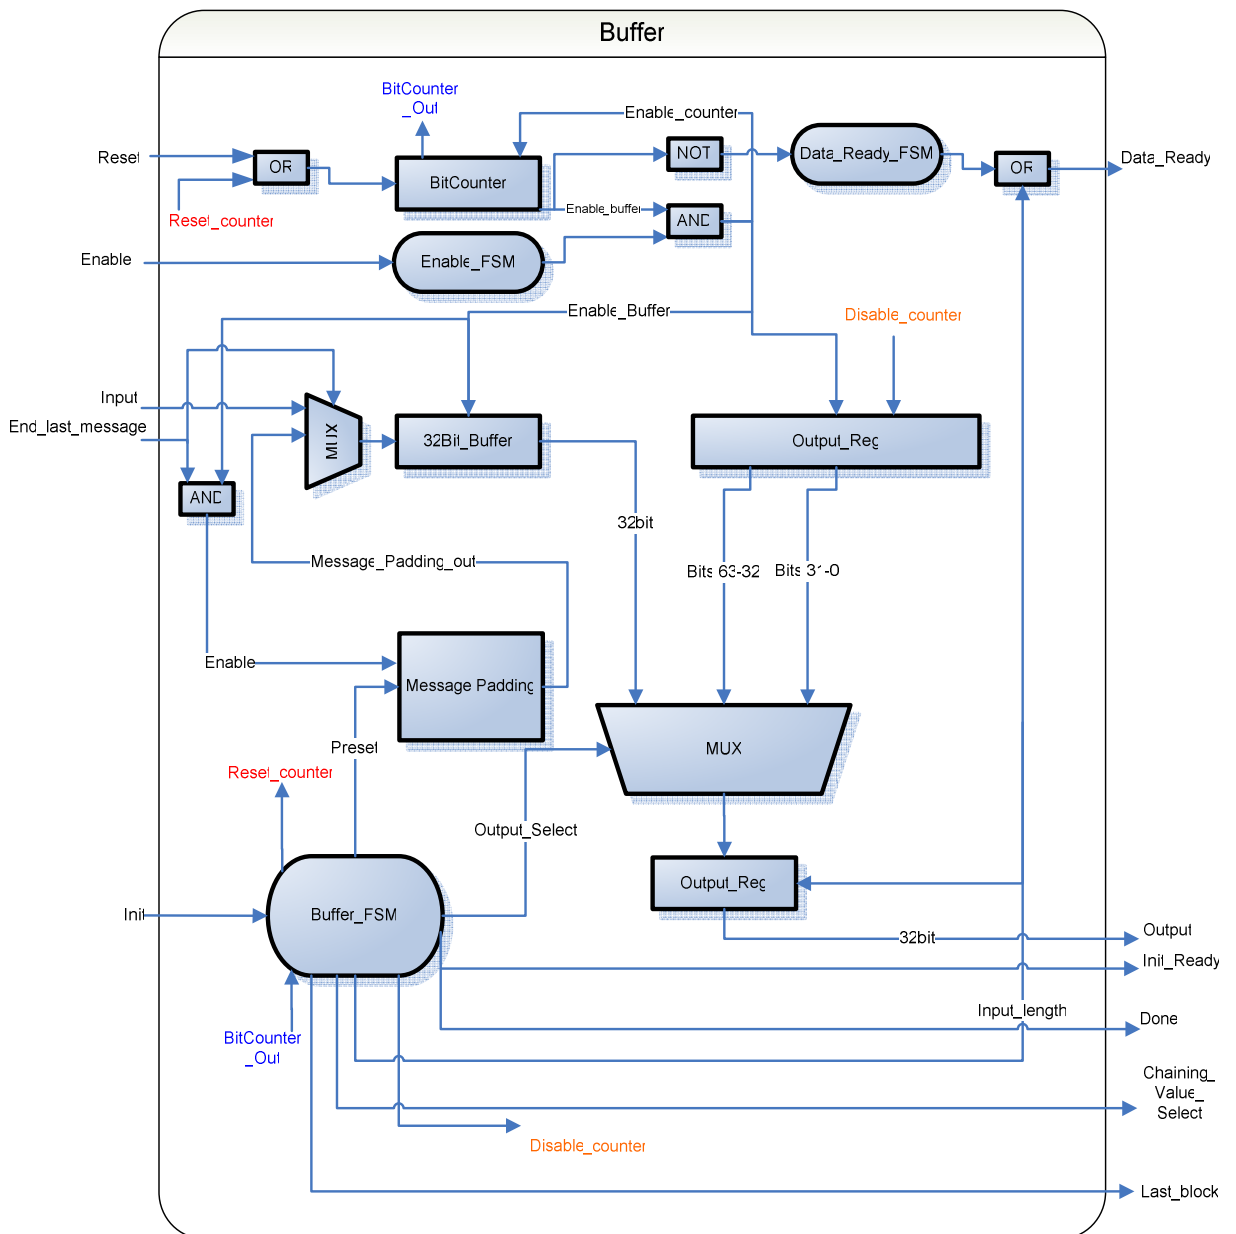 Buffer
BitCounter
_Out
Enable_counter
Reset
OR
NOT
Data_Ready_FSM
OR
Data_Ready
BitCounter
Reset_counter
Enable_buffer
AND
Enable
Enable_FSM
Enable_Buffer
Disable_counter
Input
End_last_message
MUX
32Bit_Buffer
Output_Reg
AND
32bit
Message_Padding_out
Bits 63-32
Bits 31-0
Enable
Message Padding
Preset
MUX
Reset_counter
Output_Select
Output_Reg
Init
Buffer_FSM
32bit
Output
Init_Ready
Input_length
Done
BitCounter
_Out
Chaining_
Value_
Select
Disable_counter
Last_block